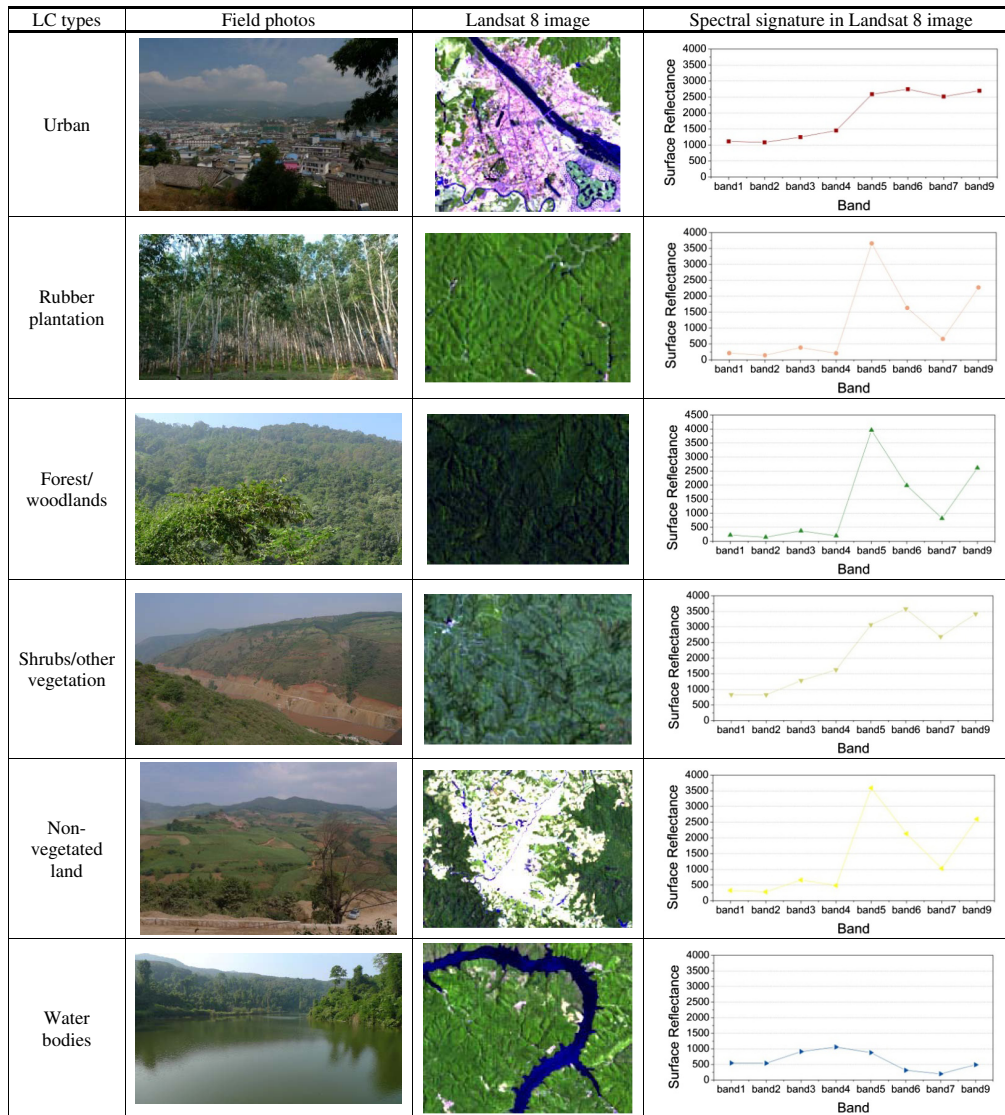 LC types Field photos Landsat 8 image Spectral signature in Landsat 8 image
Urban
4000
3500
3000
2500
2000
1500
1000
500
0
Surface Reflectance
band1 band2 band3 band4 band5 band6 band7 band9
Band
Rubber
plantation
4000
3500
3000
2500
2000
1500
1000
500
0
Surface Reflectance
band1 band2 band3 band4 band5 band6 band7 band9
Band
Forest/
woodlands
4500
4000
3500
3000
2500
2000
1500
1000
500
0
Surface Reflectance
band1 band2 band3 band4 band5 band6 band7 band9
Band
Shrubs/other
vegetation
4000
3500
3000
2500
2000
1500
1000
500
0
Surface Reflectance
band1 band2 band3 band4 band5 band6 band7 band9
Band
Non-
vegetated
land
4000
3500
3000
2500
2000
1500
1000
500
0
Surface Reflectance
band1 band2 band3 band4 band5 band6 band7 band9
Band
Water
bodies
4000
3500
3000
2500
2000
1500
1000
500
0
Surface Reflectance
band1 band2 band3 band4 band5 band6 band7 band9
Band